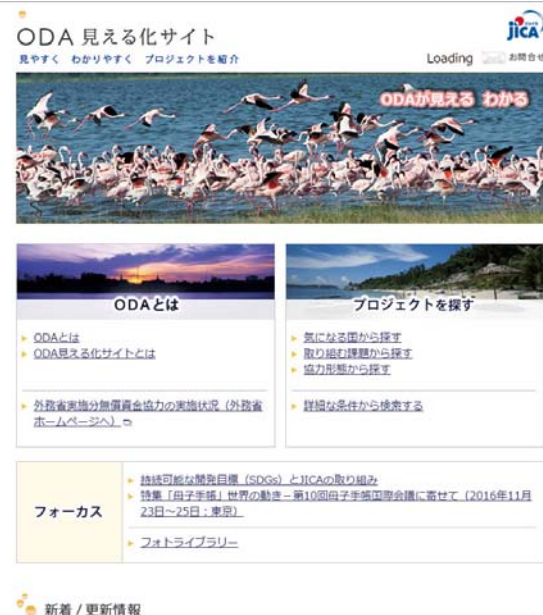 ODA 見える化サイト
見やすく わかりやすく プロジェクトを紹介
jICA
Loading お問合せ
ODAが見える わかる
ODAとは
ODAとは
ODA見える化サイトとは
外務省実施分無償資金協力の実施状況（外務省
ホームページへ）
プロジェクトを探す
気になる国から探す
取り組む課題から探す
協力形態から探す
詳細な条件から検索する
フォーカス
持続可能な開発目標（SDGs）とJICAの取り組み
特集「母子手帳」世界の動き－第10回母子手帳国際会議に寄せて（2016年11月
23日～25日：東京）
フォトライブラリー
新着 / 更新情報